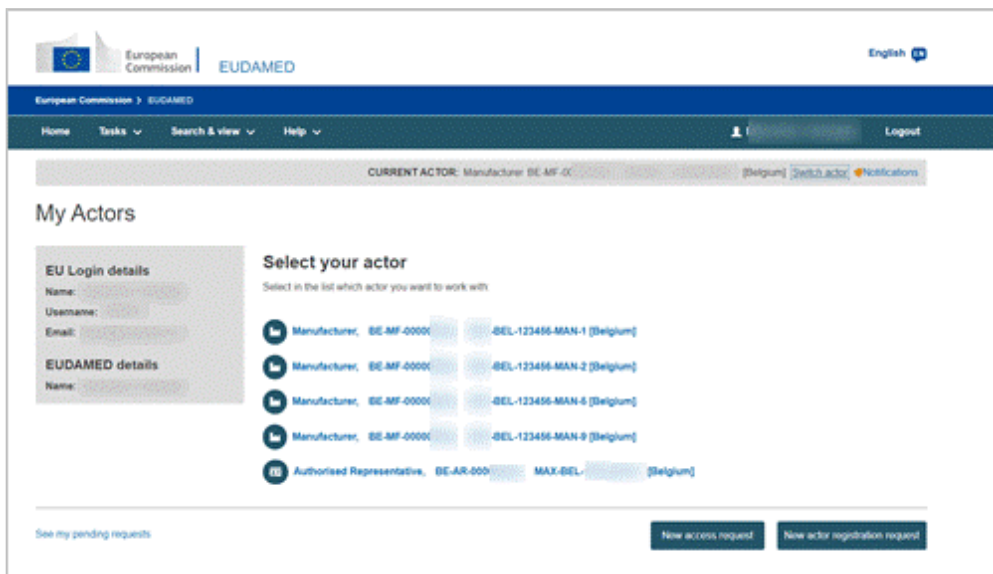 European
Commission
EUDAMED
English EN
European Commission > EUDAMED
Home Tasks Search & view Help Logout
CURRENT ACTOR: Manufacturer BE-MF-0 [Belgium] Switch actor Notifications
My Actors
EU Login details
Name:
Username:
Email:
EUDAMED details
Name:
Select your actor
Select in the list which actor you want to work with:
Manufacturer, BE-MF-0000 -BEL-123456-MAN-1 [Belgium]
Manufacturer, BE-MF-0000 -BEL-123456-MAN-2 [Belgium]
Manufacturer, BE-MF-0000 -BEL-123456-MAN-5 [Belgium]
Manufacturer, BE-MF-0000 -BEL-123456-MAN-9 [Belgium]
Authorised Representative, BE-AR-000 MAX-BEL- [Belgium]
See my pending requests
New access request
New actor registration request